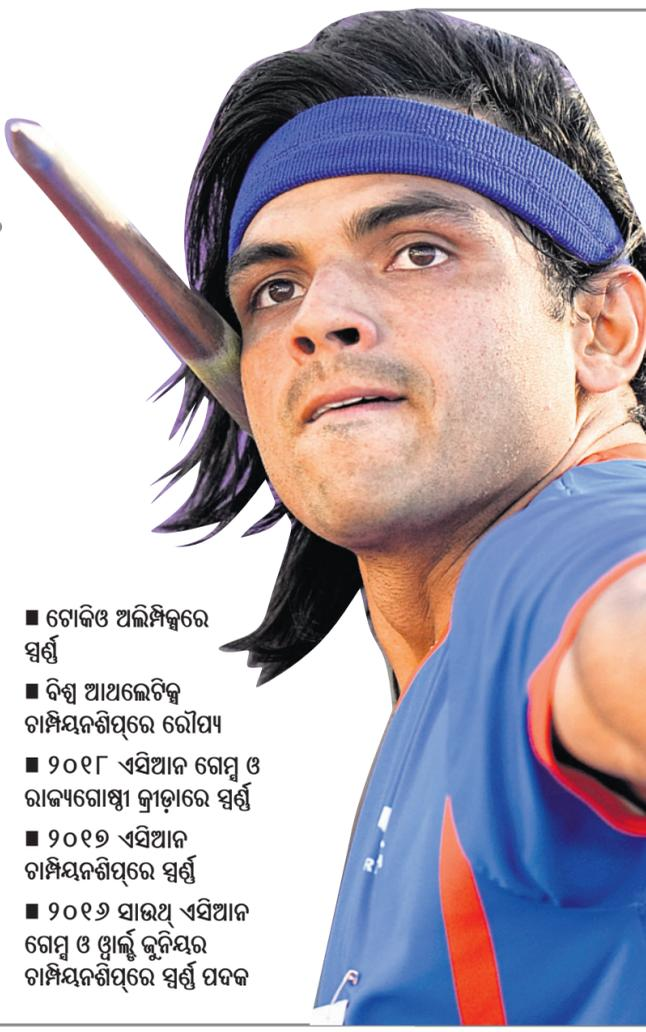 ■ ଟୋକିଓ ଅଲିମ୍ପିକ୍ସରେ
ସ୍ୱର୍ଣ୍ଣ
■ ବିଶ୍ୱ ଆଥଲେଟିକ୍ସ
ଚାମ୍ପିୟନଶିପ୍‌ରେ ରୌପ୍ୟ
■ ୨୦୧୮ ଏସିଆନ ଗେମ୍ସ ଓ
ରାଜ୍ୟଗୋଷ୍ଠୀ କ୍ରୀଡ଼ାରେ ସ୍ୱର୍ଣ୍ଣ
■ ୨୦୧୭ ଏସିଆନ
ଚାମ୍ପିୟନଶିପ୍‌ରେ ସ୍ୱର୍ଣ୍ଣ
■ ୨୦୧୬ ସାଉଥ୍ ଏସିଆନ
ଗେମ୍ସ ଓ ୱାର୍ଲ୍ଡ ଜୁନିୟର
ଚାମ୍ପିୟନଶିପ୍‌ରେ ସ୍ୱର୍ଣ୍ଣ ପଦକ